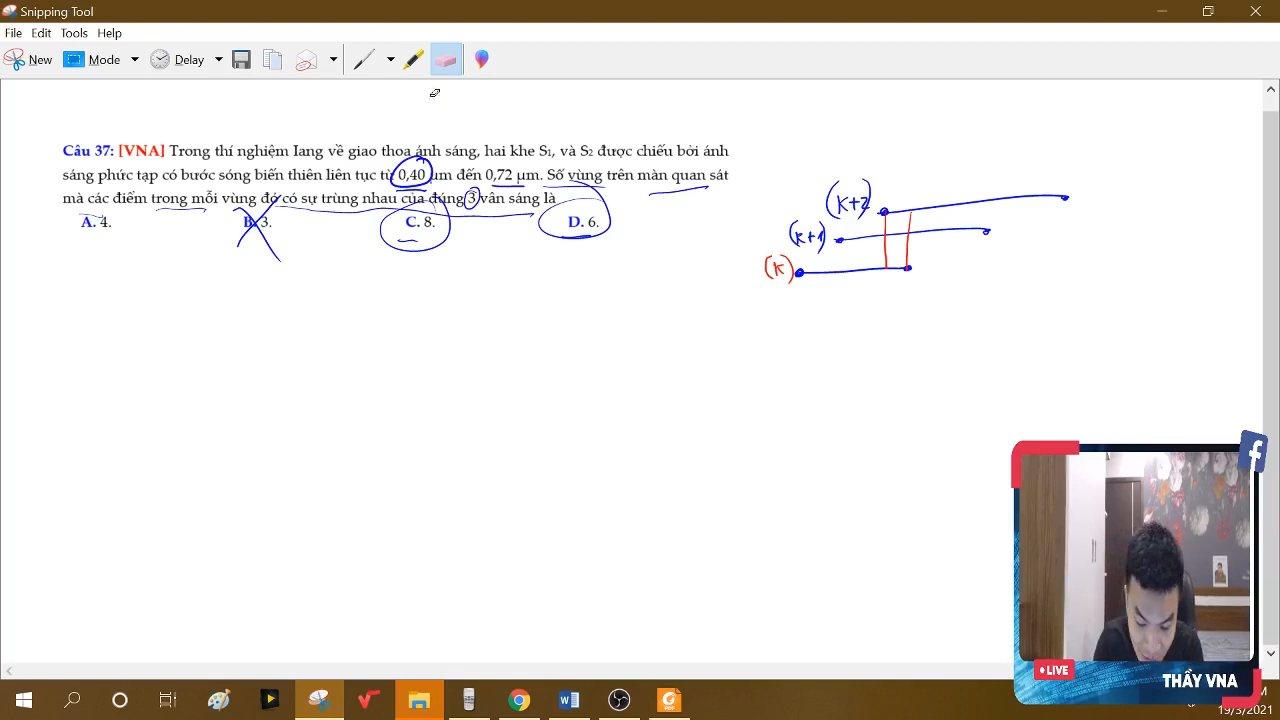 Snipping Tool
File Edit Tools Help
New Mode Delay
Câu 37: [VNA] Trong thí nghiệm Iang về giao thoa ánh sáng, hai khe S₁, và S₂ được chiếu bởi ánh
sáng phức tạp có bước sóng biến thiên liên tục từ 0,40 µm đến 0,72 µm. Số vùng trên màn quan sát
mà các điểm trong mỗi vùng đó có sự trùng nhau của đúng 3 vân sáng là
A. 4. B. 3. C. 8. D. 6.
(K+2)
(K+1)
(K)
LIVE
THẦY VNA
19/3/2021